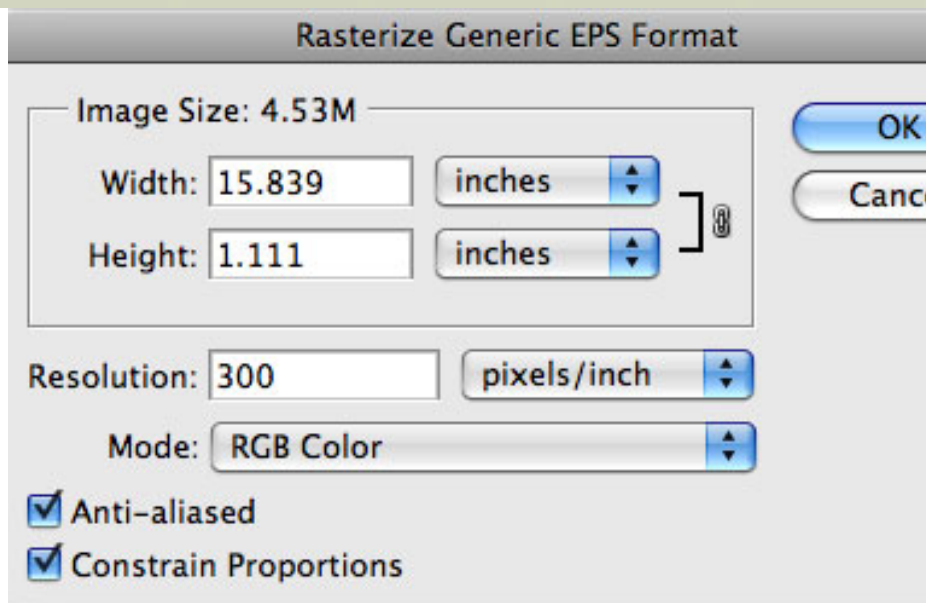 Rasterize Generic EPS Format
Image Size: 4.53M
OK
Width: 15.839 inches
Height: 1.111 inches
Resolution: 300 pixels/inch
Mode: RGB Color
Anti-aliased
Constrain Proportions